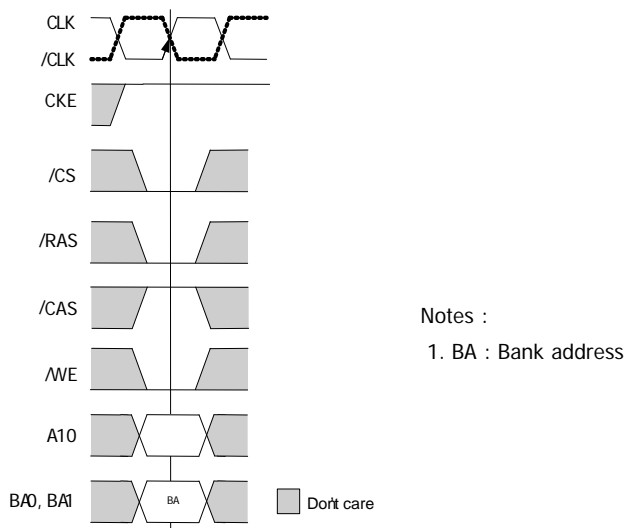 CLK
/CLK
CKE
/CS
/RAS
/CAS
/WE
A10
BA0, BA1
BA
Don't care
Notes :
1. BA : Bank address